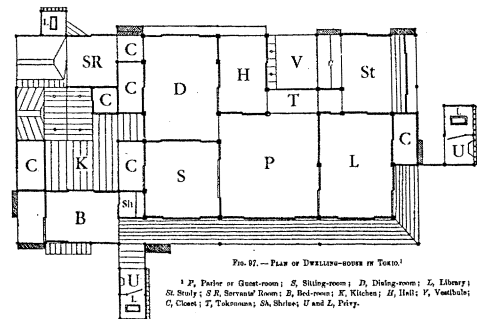 L
SR
C
C
C
D
H
V
C
St
T
L
U
C
C
K
C
S
P
L
B
Sh
U
L
FIG. 97. — PLAN OF DWELLING-HOUSE IN TOKIO.¹
¹ P, Parlor or Guest-room; S, Sitting-room; D, Dining-room; L, Library;
St, Study; S R, Servants' Room; B, Bed-room; K, Kitchen; H, Hall; V, Vestibule;
C, Closet; T, Tokonoma; Sh, Shrine; U and L, Privy.